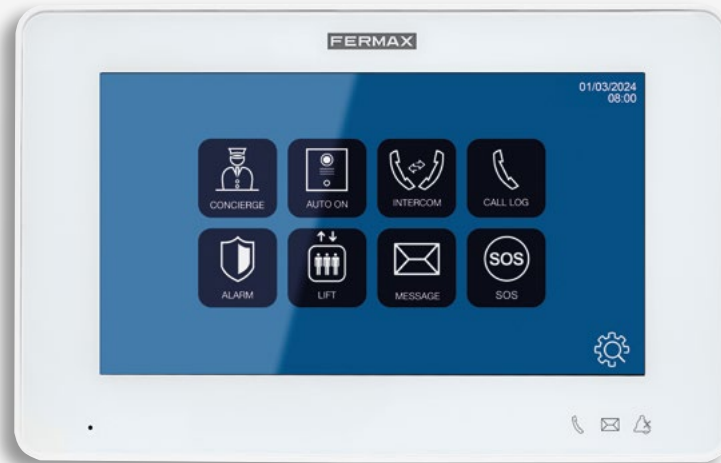 FERMAX
01/03/2024
08:00
CONCIERGE
AUTO ON
INTERCOM
CALL LOG
ALARM
LIFT
MESSAGE
SOS
SOS